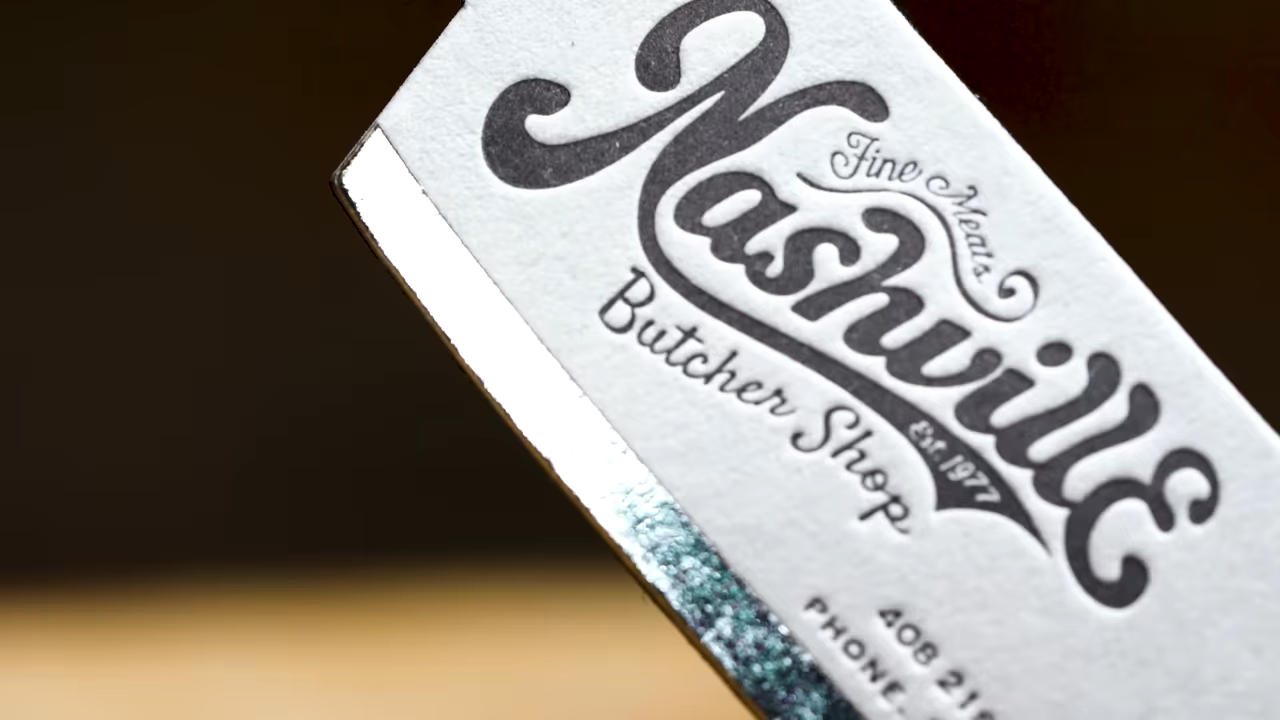 Fine Meats
Nashville
Est. 1977
Butcher Shop
408 21
PHONE.